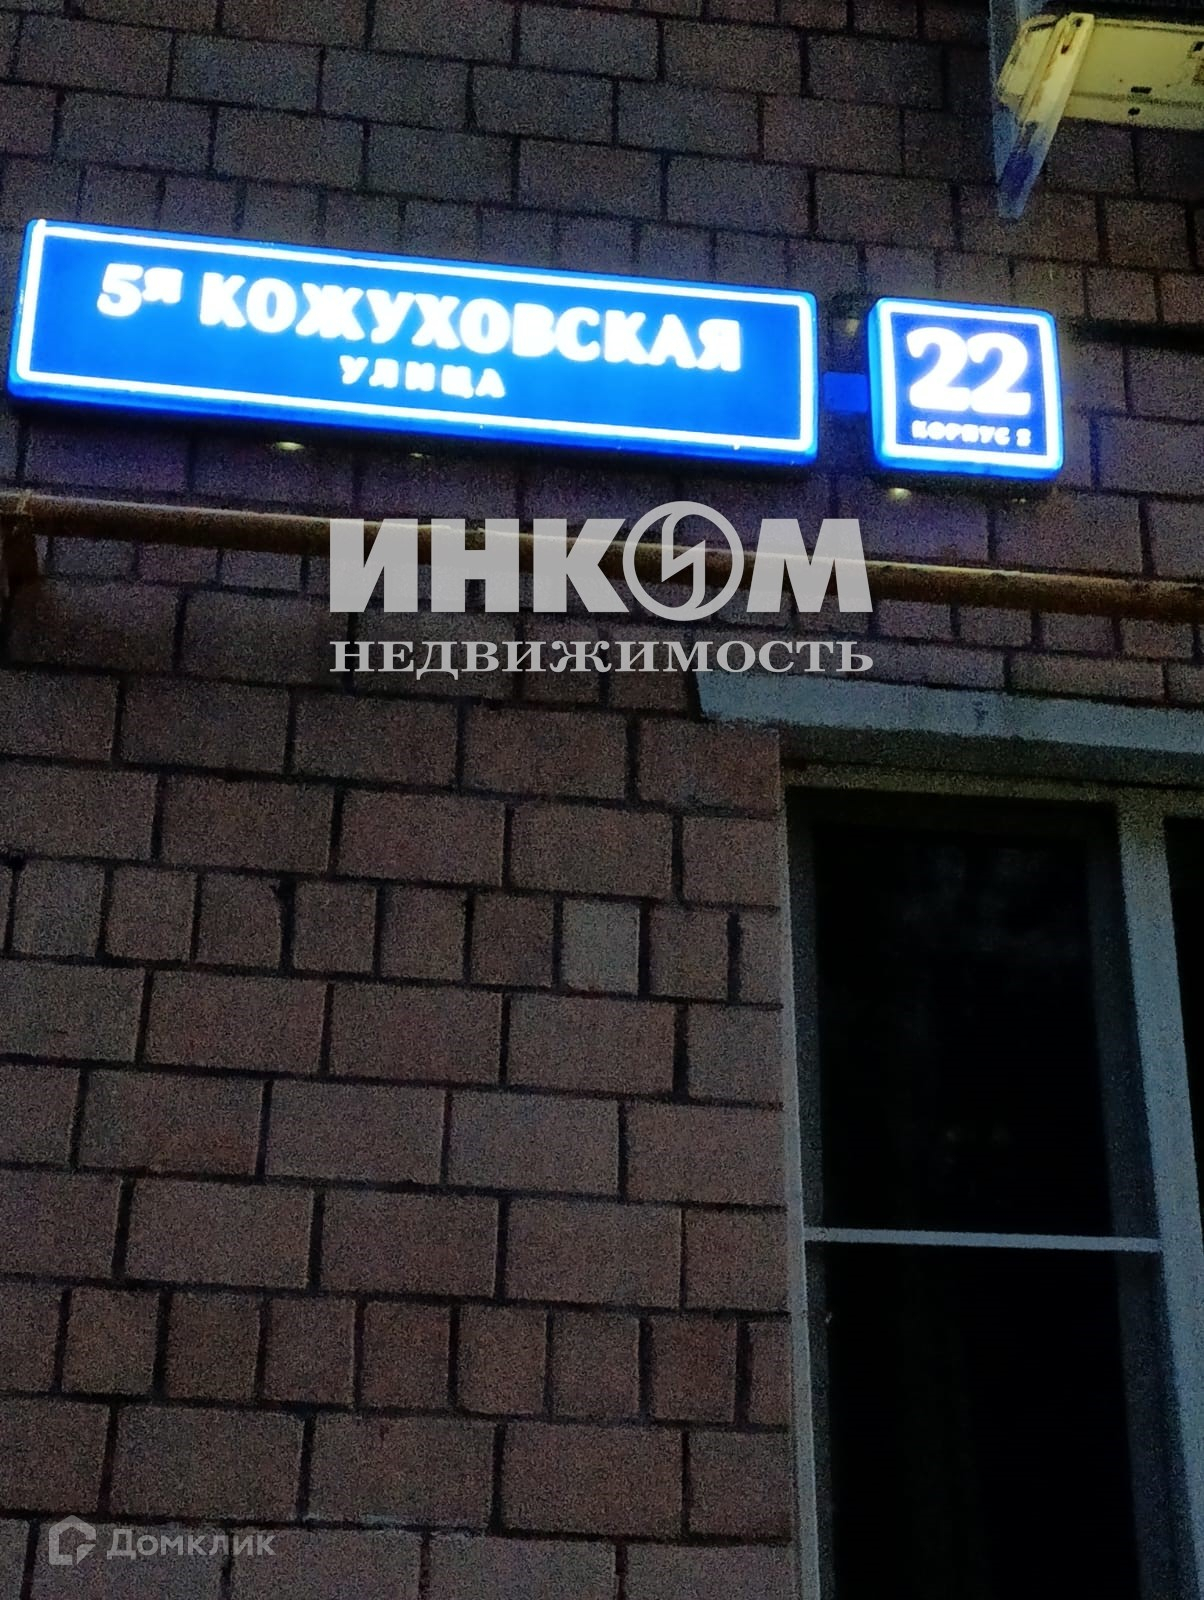 5я КОЖУХОВСКАЯ
УЛИЦА
22
КОРПУС 2
ИНКОМ
НЕДВИЖИМОСТЬ
Домклик